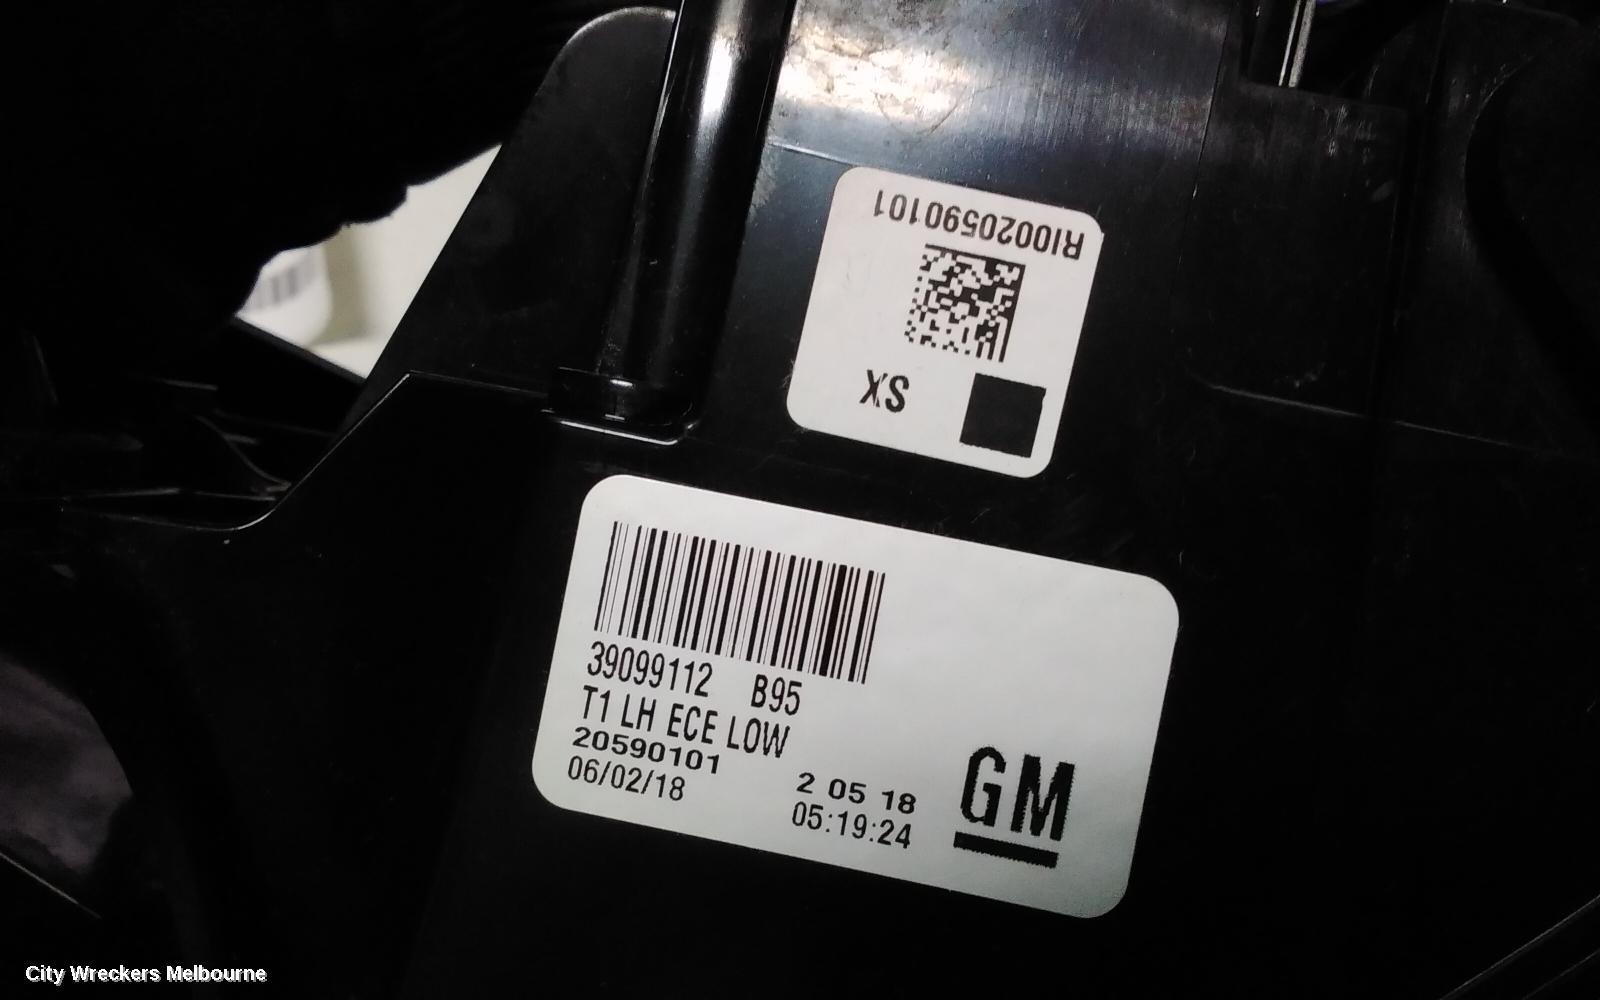 RI0020590101
SX
39099112 B95
T1 LH ECE LOW
20590101 2 05 18
06/02/18 05:19:24
GM
City Wreckers Melbourne